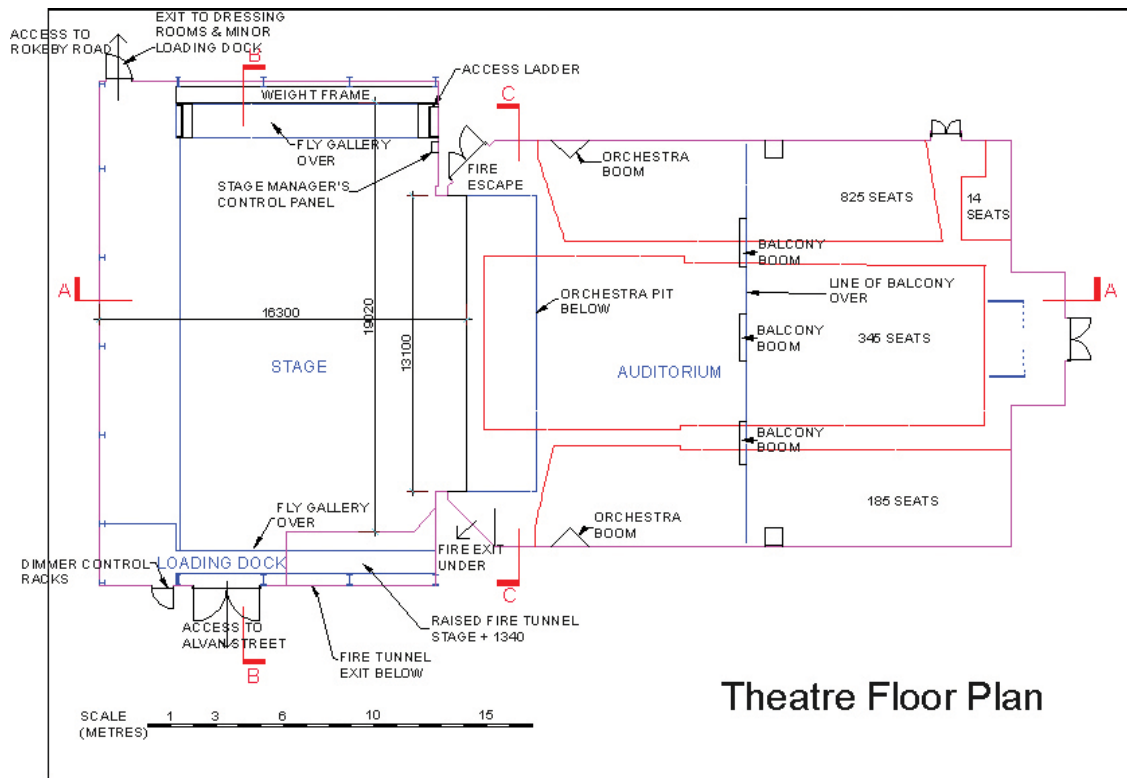 EXIT TO DRESSING
ROOMS & MINOR
LOADING DOCK
ACCESS TO
ROKEBY ROAD
B
ACCESS LADDER
WEIGHT FRAME
C
FLY GALLERY
OVER
STAGE MANAGER'S
CONTROL PANEL
FIRE
ESCAPE
ORCHESTRA
BOOM
825 SEATS
14
SEATS
BALCONY
BOOM
A
LINE OF BALCONY
OVER
A
ORCHESTRA PIT
BELOW
16300
19020
13100
BALCONY
BOOM
345 SEATS
STAGE
AUDITORIUM
BALCONY
BOOM
185 SEATS
FLY GALLERY
OVER
ORCHESTRA
BOOM
FIRE EXIT
UNDER
DIMMER CONTROL
RACKS
LOADING DOCK
C
RAISED FIRE TUNNEL
STAGE + 1340
ACCESS TO
ALVAN STREET
B
FIRE TUNNEL
EXIT BELOW
Theatre Floor Plan
SCALE
(METRES)
1 3 6 10 15